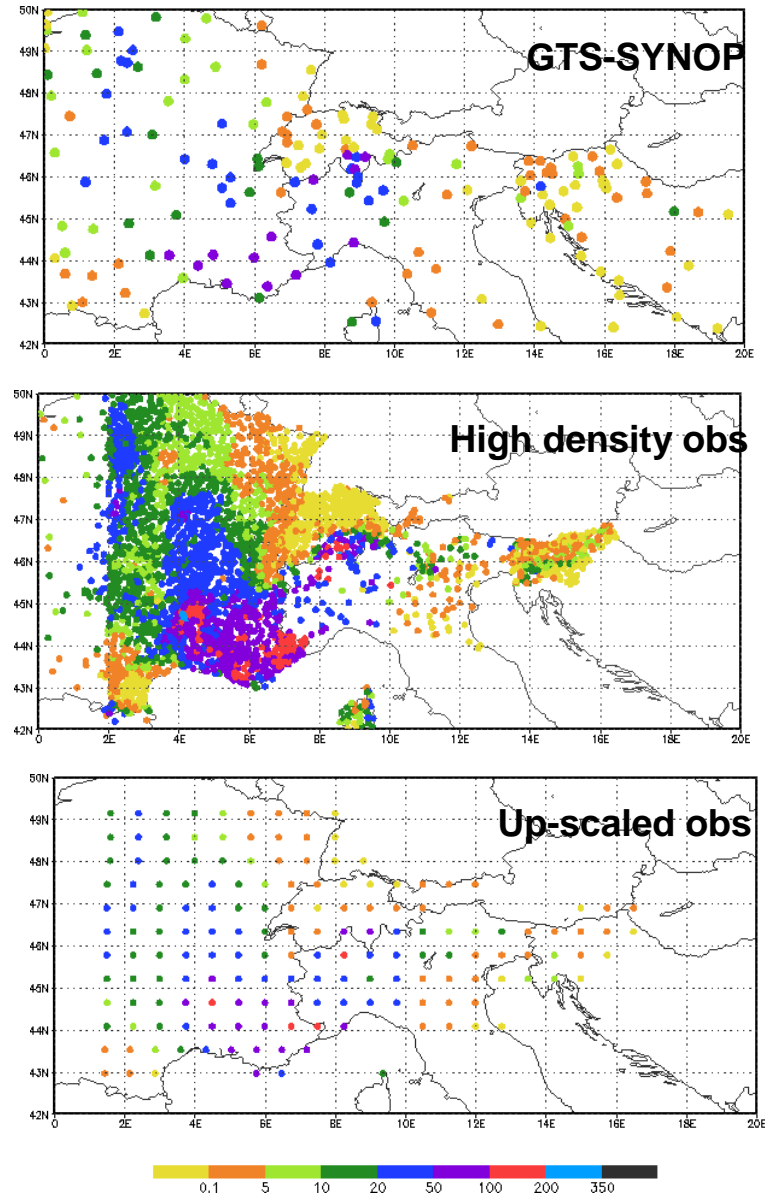 50N
49N
48N
47N
46N
45N
44N
43N
42N
GTS-SYNOP
0 2E 4E 6E 8E 10E 12E 14E 16E 18E 20E
50N
49N
48N
47N
46N
45N
44N
43N
42N
High density obs
0 2E 4E 6E 8E 10E 12E 14E 16E 18E 20E
50N
49N
48N
47N
46N
45N
44N
43N
42N
Up-scaled obs
0 2E 4E 6E 8E 10E 12E 14E 16E 18E 20E
0.1 5 10 20 50 100 200 350